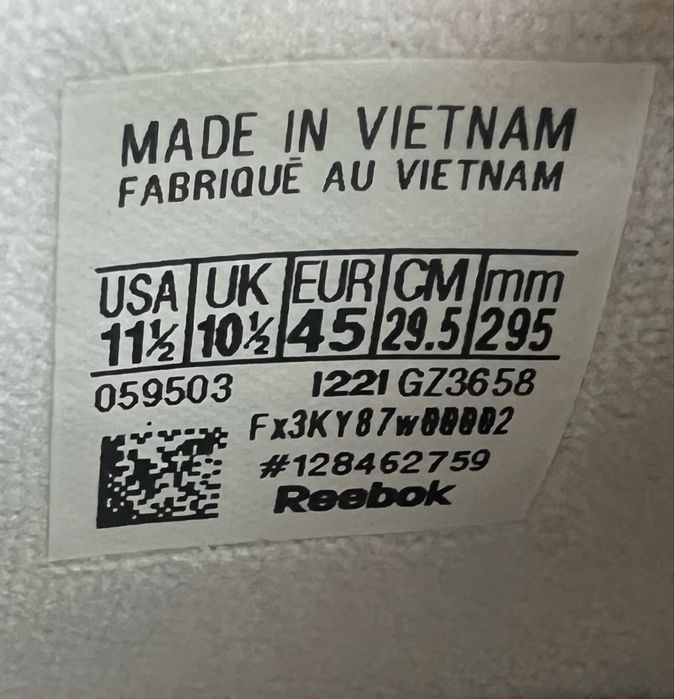 MADE IN VIETNAM
FABRIQUÉ AU VIETNAM
USA UK EUR CM mm
11½ 10½ 45 29.5 295
059503 1221 GZ3658
Fx3KY87w00002
#128462759
Reebok